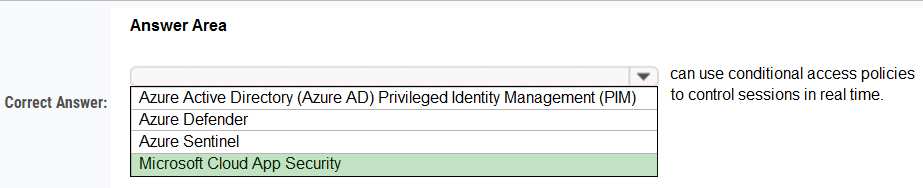 Answer Area
can use conditional access policies
Correct Answer:
to control sessions in real time.
Azure Active Directory (Azure AD) Privileged Identity Management (PIM)
Azure Defender
Azure Sentinel
Microsoft Cloud App Security